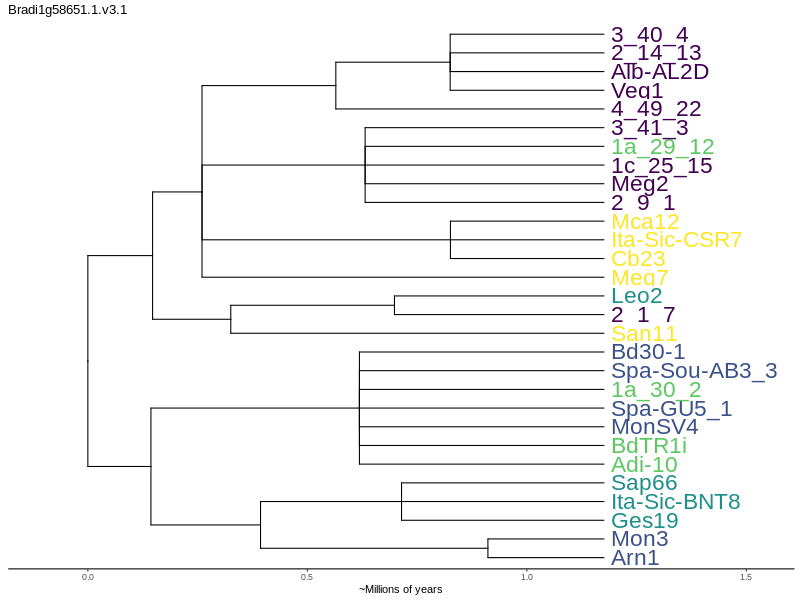 Bradi1g58651.1.v3.1
3_40_4
2_14_13
Alb-AL2D
Veg1
4_49_22
3_41_3
1a_29_12
1c_25_15
Meg2
2_9_1
Mca12
Ita-Sic-CSR7
Cb23
Meg7
Leo2
2_1_7
San11
Bd30-1
Spa-Sou-AB3_3
1a_30_2
Spa-GU5_1
MonSV4
BdTR1i
Adi-10
Sap66
Ita-Sic-BNT8
Ges19
Mon3
Arn1
0.0 0.5 1.0 1.5
~Millions of years